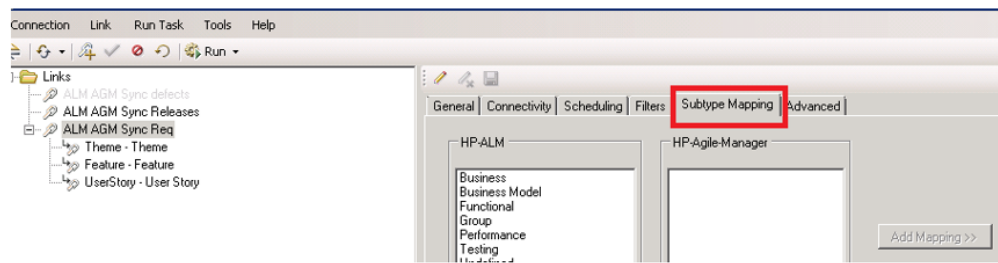 Connection Link Run Task Tools Help
Run
Links
ALM AGM Sync defects
ALM AGM Sync Releases
ALM AGM Sync Req
Theme - Theme
Feature - Feature
UserStory - User Story
General Connectivity Scheduling Filters Subtype Mapping Advanced
HP-ALM HP-Agile-Manager
Business
Business Model
Functional
Group
Performance
Testing
Add Mapping >>